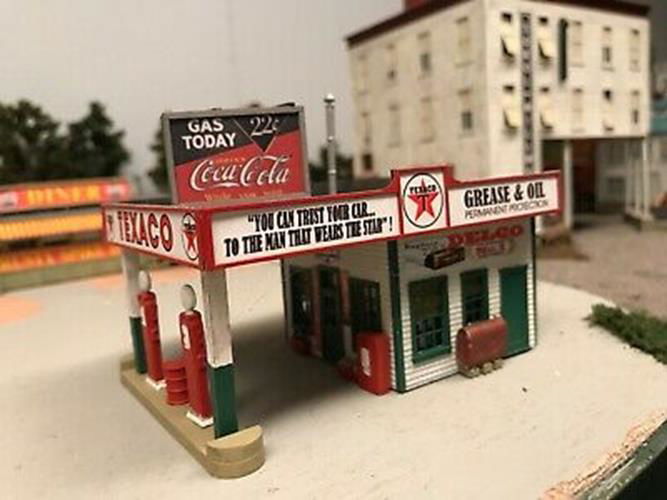 GAS
TODAY
22¢
Coca-Cola
TEXACO
"YOU CAN TRUST YOUR CAR...
TO THE MAN THAT WEARS THE STAR"!
TEXACO
T
GREASE & OIL
PERMANENT PROTECTION
DELCO
DINER